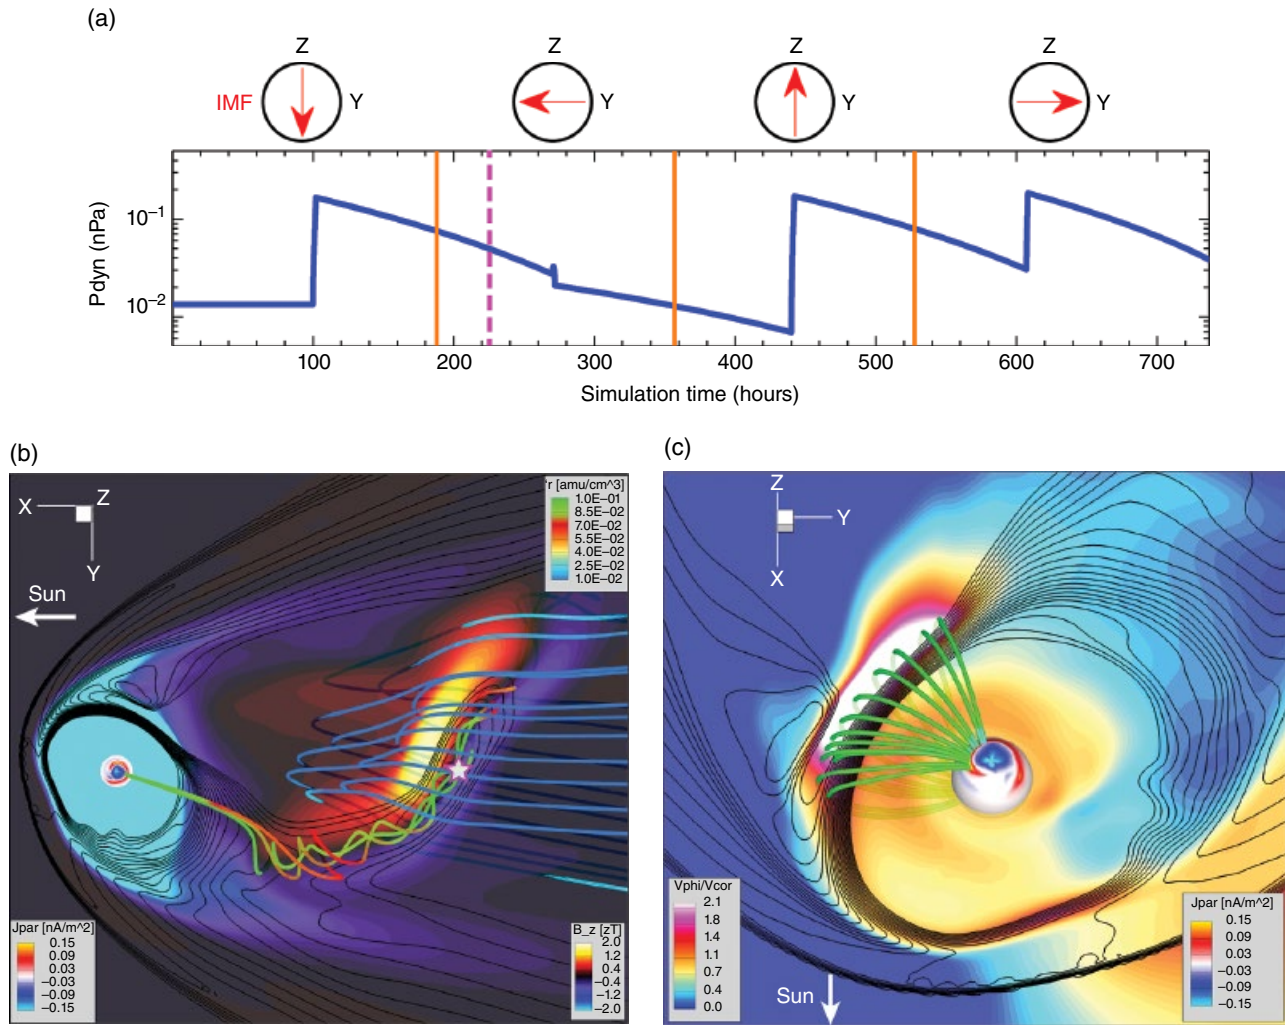 (a)
Z
Z
Z
Z
IMF
Y
Y
Y
Y
Pdyn (nPa)
10⁻¹
10⁻²
100
200
300
400
500
600
700
Simulation time (hours)
(b)
X
Z
Y
Sun
r [amu/cm^3]
1.0E−01
8.5E−02
7.0E−02
5.5E−02
4.0E−02
2.5E−02
1.0E−02
Jpar [nA/m^2]
0.15
0.09
0.03
−0.03
−0.09
−0.15
B_z [zT]
2.0
1.2
0.4
−0.4
−1.2
−2.0
(c)
Z
Y
X
Vphi/Vcor
2.1
1.8
1.4
1.1
0.7
0.4
0.0
Sun
Jpar [nA/m^2]
0.15
0.09
0.03
−0.03
−0.09
−0.15